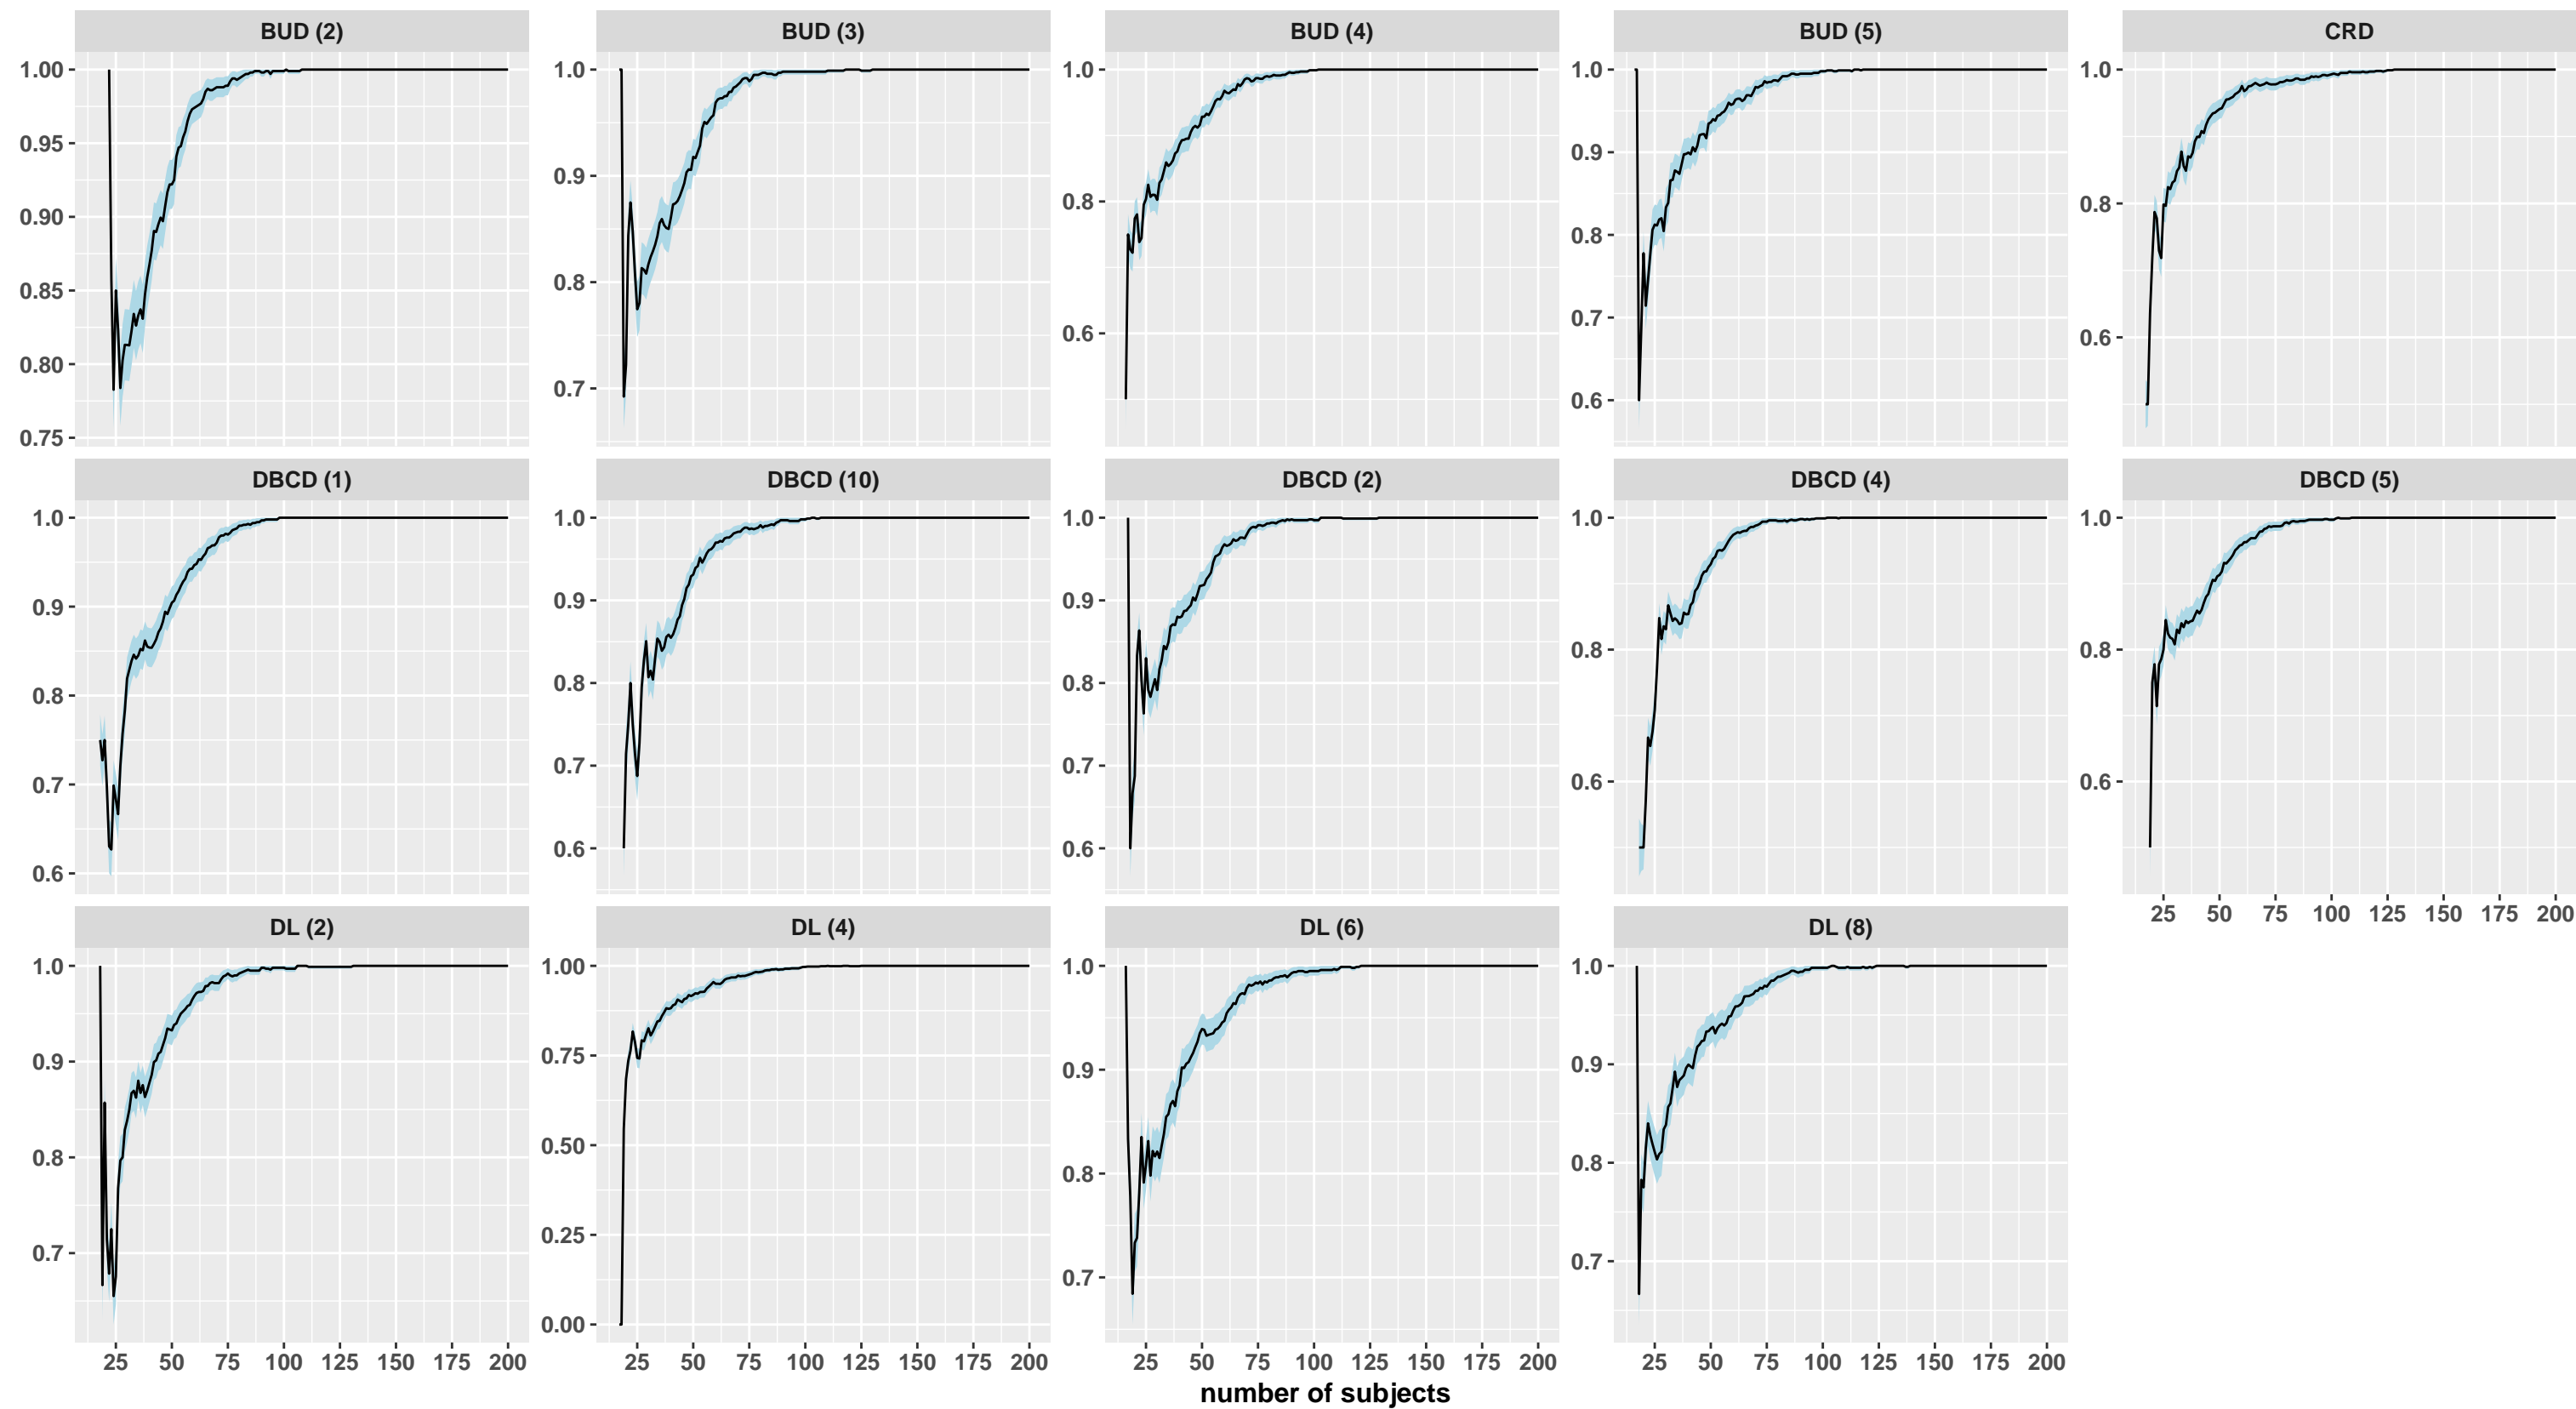 BUD (2) BUD (3) BUD (4) BUD (5) CRD
1.00 1.0 1.0 1.0 1.0
0.95
0.9 0.9
0.90 0.8 0.8 0.8
0.85 0.8
0.80 0.7 0.6 0.6
0.7
0.75 0.6
DBCD (1) DBCD (10) DBCD (2) DBCD (4) DBCD (5)
1.0 1.0 1.0 1.0 1.0
0.9 0.9 0.9
0.8 0.8 0.8 0.8 0.8
0.7 0.7 0.7
0.6 0.6 0.6 0.6 0.6
25 50 75 100 125 150 175 200
DL (2) DL (4) DL (6) DL (8)
1.0 1.00 1.0 1.0
0.9 0.75 0.9 0.9
0.8 0.50 0.8 0.8
0.7 0.25 0.7 0.7
0.00
25 50 75 100 125 150 175 200 25 50 75 100 125 150 175 200 25 50 75 100 125 150 175 200 25 50 75 100 125 150 175 200
number of subjects